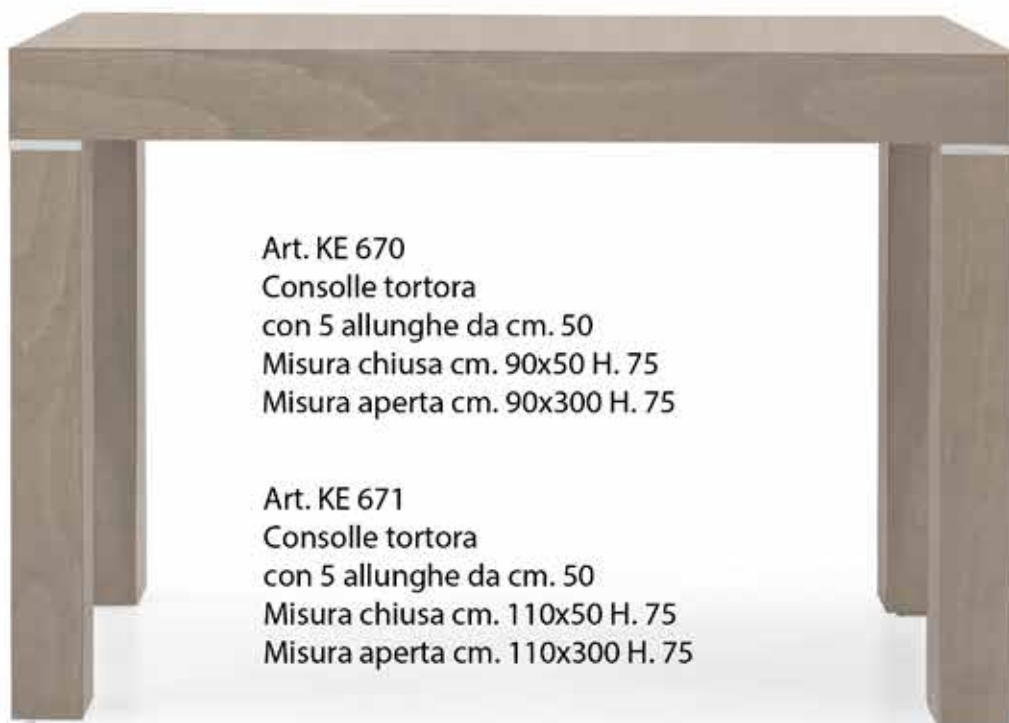 Art. KE 670
Consolle tortora
con 5 allunghe da cm. 50
Misura chiusa cm. 90x50 H. 75
Misura aperta cm. 90x300 H. 75
Art. KE 671
Consolle tortora
con 5 allunghe da cm. 50
Misura chiusa cm. 110x50 H. 75
Misura aperta cm. 110x300 H. 75